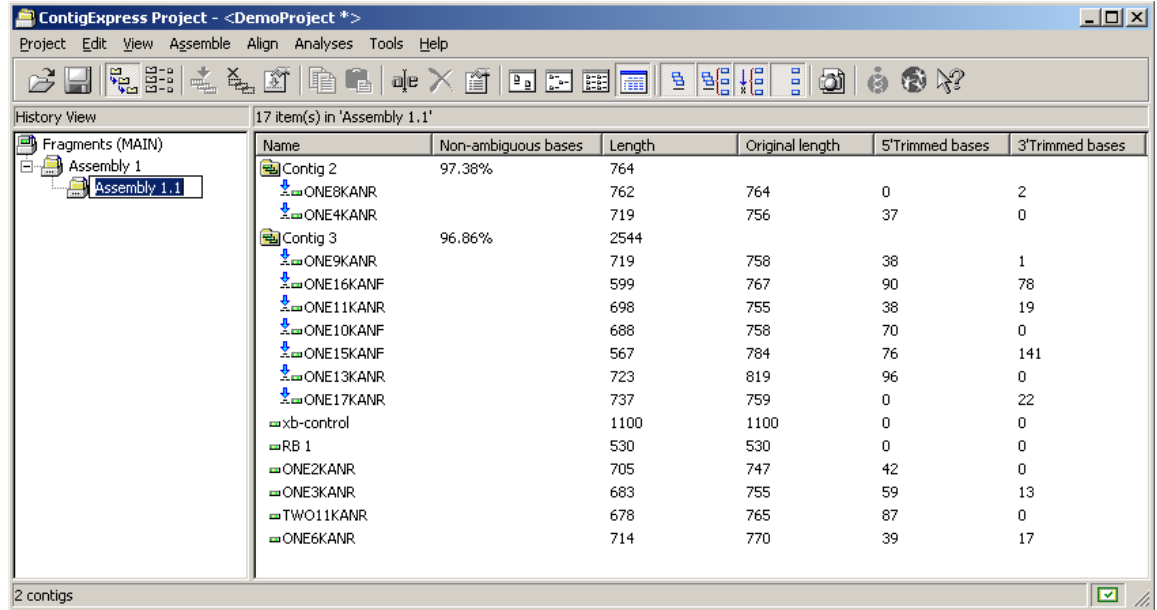 ContigExpress Project - <DemoProject *>
Project Edit View Assemble Align Analyses Tools Help
History View
17 item(s) in 'Assembly 1.1'
Fragments (MAIN)
Assembly 1
Assembly 1.1
Name Non-ambiguous bases Length Original length 5'Trimmed bases 3'Trimmed bases
Contig 2 97.38% 764
ONE8KANR 762 764 0 2
ONE4KANR 719 756 37 0
Contig 3 96.86% 2544
ONE9KANR 719 758 38 1
ONE16KANF 599 767 90 78
ONE11KANR 698 755 38 19
ONE10KANF 688 758 70 0
ONE15KANF 567 784 76 141
ONE13KANR 723 819 96 0
ONE17KANR 737 759 0 22
xb-control 1100 1100 0 0
RB 1 530 530 0 0
ONE2KANR 705 747 42 0
ONE3KANR 683 755 59 13
TWO11KANR 678 765 87 0
ONE6KANR 714 770 39 17
2 contigs